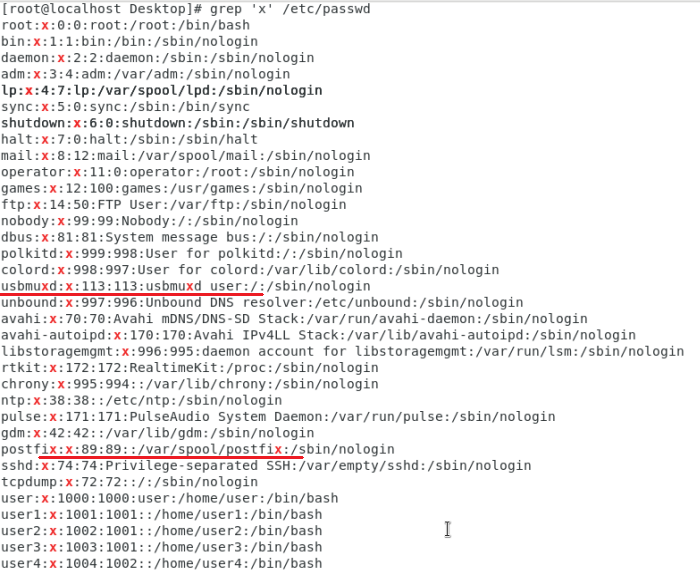 [root@localhost Desktop]# grep 'x' /etc/passwd
root:x:0:0:root:/root:/bin/bash
bin:x:1:1:bin:/bin:/sbin/nologin
daemon:x:2:2:daemon:/sbin:/sbin/nologin
adm:x:3:4:adm:/var/adm:/sbin/nologin
lp:x:4:7:lp:/var/spool/lpd:/sbin/nologin
sync:x:5:0:sync:/sbin:/bin/sync
shutdown:x:6:0:shutdown:/sbin:/sbin/shutdown
halt:x:7:0:halt:/sbin:/sbin/halt
mail:x:8:12:mail:/var/spool/mail:/sbin/nologin
operator:x:11:0:operator:/root:/sbin/nologin
games:x:12:100:games:/usr/games:/sbin/nologin
ftp:x:14:50:FTP User:/var/ftp:/sbin/nologin
nobody:x:99:99:Nobody:/:/sbin/nologin
dbus:x:81:81:System message bus:/:/sbin/nologin
polkitd:x:999:998:User for polkitd:/:/sbin/nologin
colord:x:998:997:User for colord:/var/lib/colord:/sbin/nologin
usbmuxd:x:113:113:usbmuxd user:/:/sbin/nologin
unbound:x:997:996:Unbound DNS resolver:/etc/unbound:/sbin/nologin
avahi:x:70:70:Avahi mDNS/DNS-SD Stack:/var/run/avahi-daemon:/sbin/nologin
avahi-autoipd:x:170:170:Avahi IPv4LL Stack:/var/lib/avahi-autoipd:/sbin/nologin
libstoragemgmt:x:996:995:daemon account for libstoragemgmt:/var/run/lsm:/sbin/nologin
rtkit:x:172:172:RealtimeKit:/proc:/sbin/nologin
chrony:x:995:994::/var/lib/chrony:/sbin/nologin
ntp:x:38:38::/etc/ntp:/sbin/nologin
pulse:x:171:171:PulseAudio System Daemon:/var/run/pulse:/sbin/nologin
gdm:x:42:42::/var/lib/gdm:/sbin/nologin
postfix:x:89:89::/var/spool/postfix:/sbin/nologin
sshd:x:74:74:Privilege-separated SSH:/var/empty/sshd:/sbin/nologin
tcpdump:x:72:72::/:/sbin/nologin
user:x:1000:1000:user:/home/user:/bin/bash
user1:x:1001:1001::/home/user1:/bin/bash
user2:x:1002:1001::/home/user2:/bin/bash
user3:x:1003:1001::/home/user3:/bin/bash
user4:x:1004:1002::/home/user4:/bin/bash